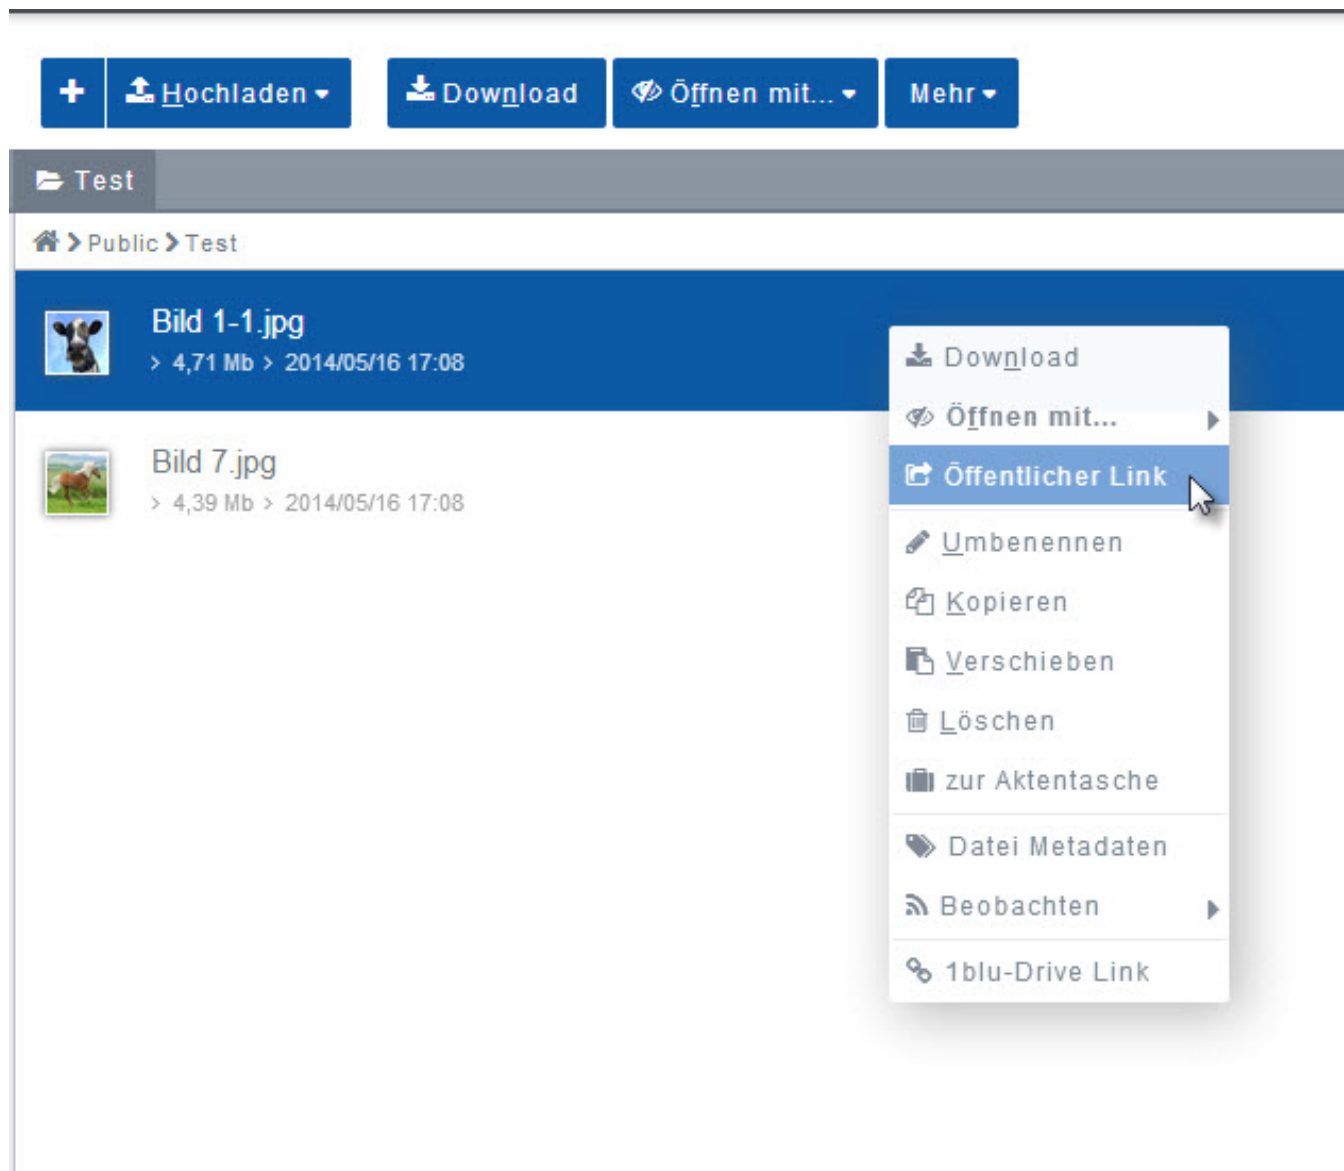 Hochladen
Download
Öffnen mit...
Mehr
Test
Public Test
Bild 1-1.jpg
> 4,71 Mb > 2014/05/16 17:08
Bild 7.jpg
> 4,39 Mb > 2014/05/16 17:08
Download
Öffnen mit...
Öffentlicher Link
Umbenennen
Kopieren
Verschieben
Löschen
zur Aktentasche
Datei Metadaten
Beobachten
1blu-Drive Link